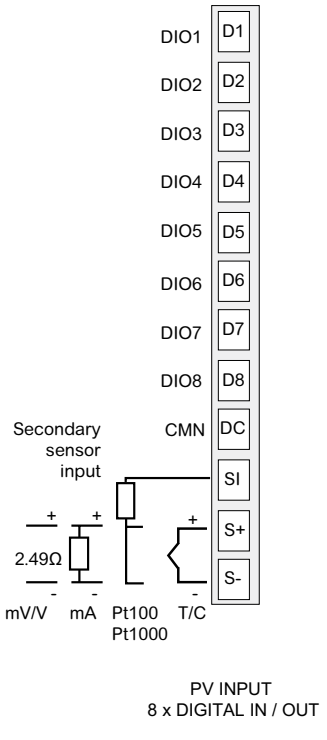 DIO1 D1
DIO2 D2
DIO3 D3
DIO4 D4
DIO5 D5
DIO6 D6
DIO7 D7
DIO8 D8
CMN DC
Secondary
sensor
input
SI
+ + + S+
2.49Ω
- - - S-
mV/V mA Pt100 T/C
Pt1000
PV INPUT
8 x DIGITAL IN / OUT